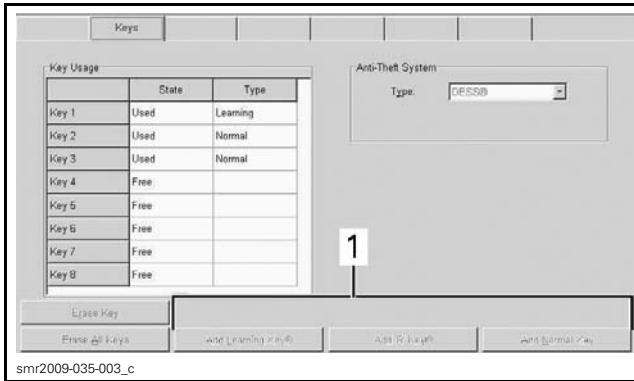 Keys
Key Usage
State Type
Key 1 Used Learning
Key 2 Used Normal
Key 3 Used Normal
Key 4 Free
Key 5 Free
Key 6 Free
Key 7 Free
Key 8 Free
Anti-Theft System
Type: DESS®
1
Erase Key
Erase All Keys Add Learning Key® Add R-Key® Add Normal Key
smr2009-035-003_c